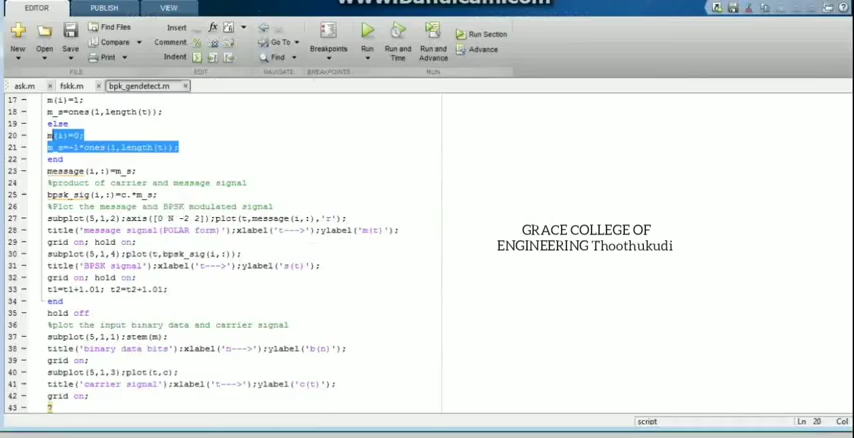 www.Bandicam.com
EDITOR PUBLISH VIEW
New Open Save Find Files Compare Print Insert Comment Indent fx Go To Find Breakpoints Run Run and Time Run and Advance Run Section Advance
FILE EDIT NAVIGATE BREAKPOINTS RUN
ask.m fskk.m bpk_gendetect.m
17 m(i)=1;
18 m_s=ones(1,length(t));
19 else
20 m(i)=0;
21 m_s=-1*ones(1,length(t));
22 end
23 message(i,:)=m_s;
24 %product of carrier and message signal
25 bpsk_sig(i,:)=c.*m_s;
26 %Plot the message and BPSK modulated signal
27 subplot(5,1,2);axis([0 N -2 2]);plot(t,message(i,:),'r');
28 title('message signal(POLAR form)');xlabel('t--->');ylabel('m(t)');
29 grid on; hold on;
30 subplot(5,1,4);plot(t,bpsk_sig(i,:));
31 title('BPSK signal');xlabel('t--->');ylabel('s(t)');
32 grid on; hold on;
33 t1=t1+1.01; t2=t2+1.01;
34 end
35 hold off
36 %plot the input binary data and carrier signal
37 subplot(5,1,1);stem(m);
38 title('binary data bits');xlabel('n--->');ylabel('b(n)');
39 grid on;
40 subplot(5,1,3);plot(t,c);
41 title('carrier signal');xlabel('t--->');ylabel('c(t)');
42 grid on;
43 ?
GRACE COLLEGE OF
ENGINEERING Thoothukudi
script Ln 20 Col